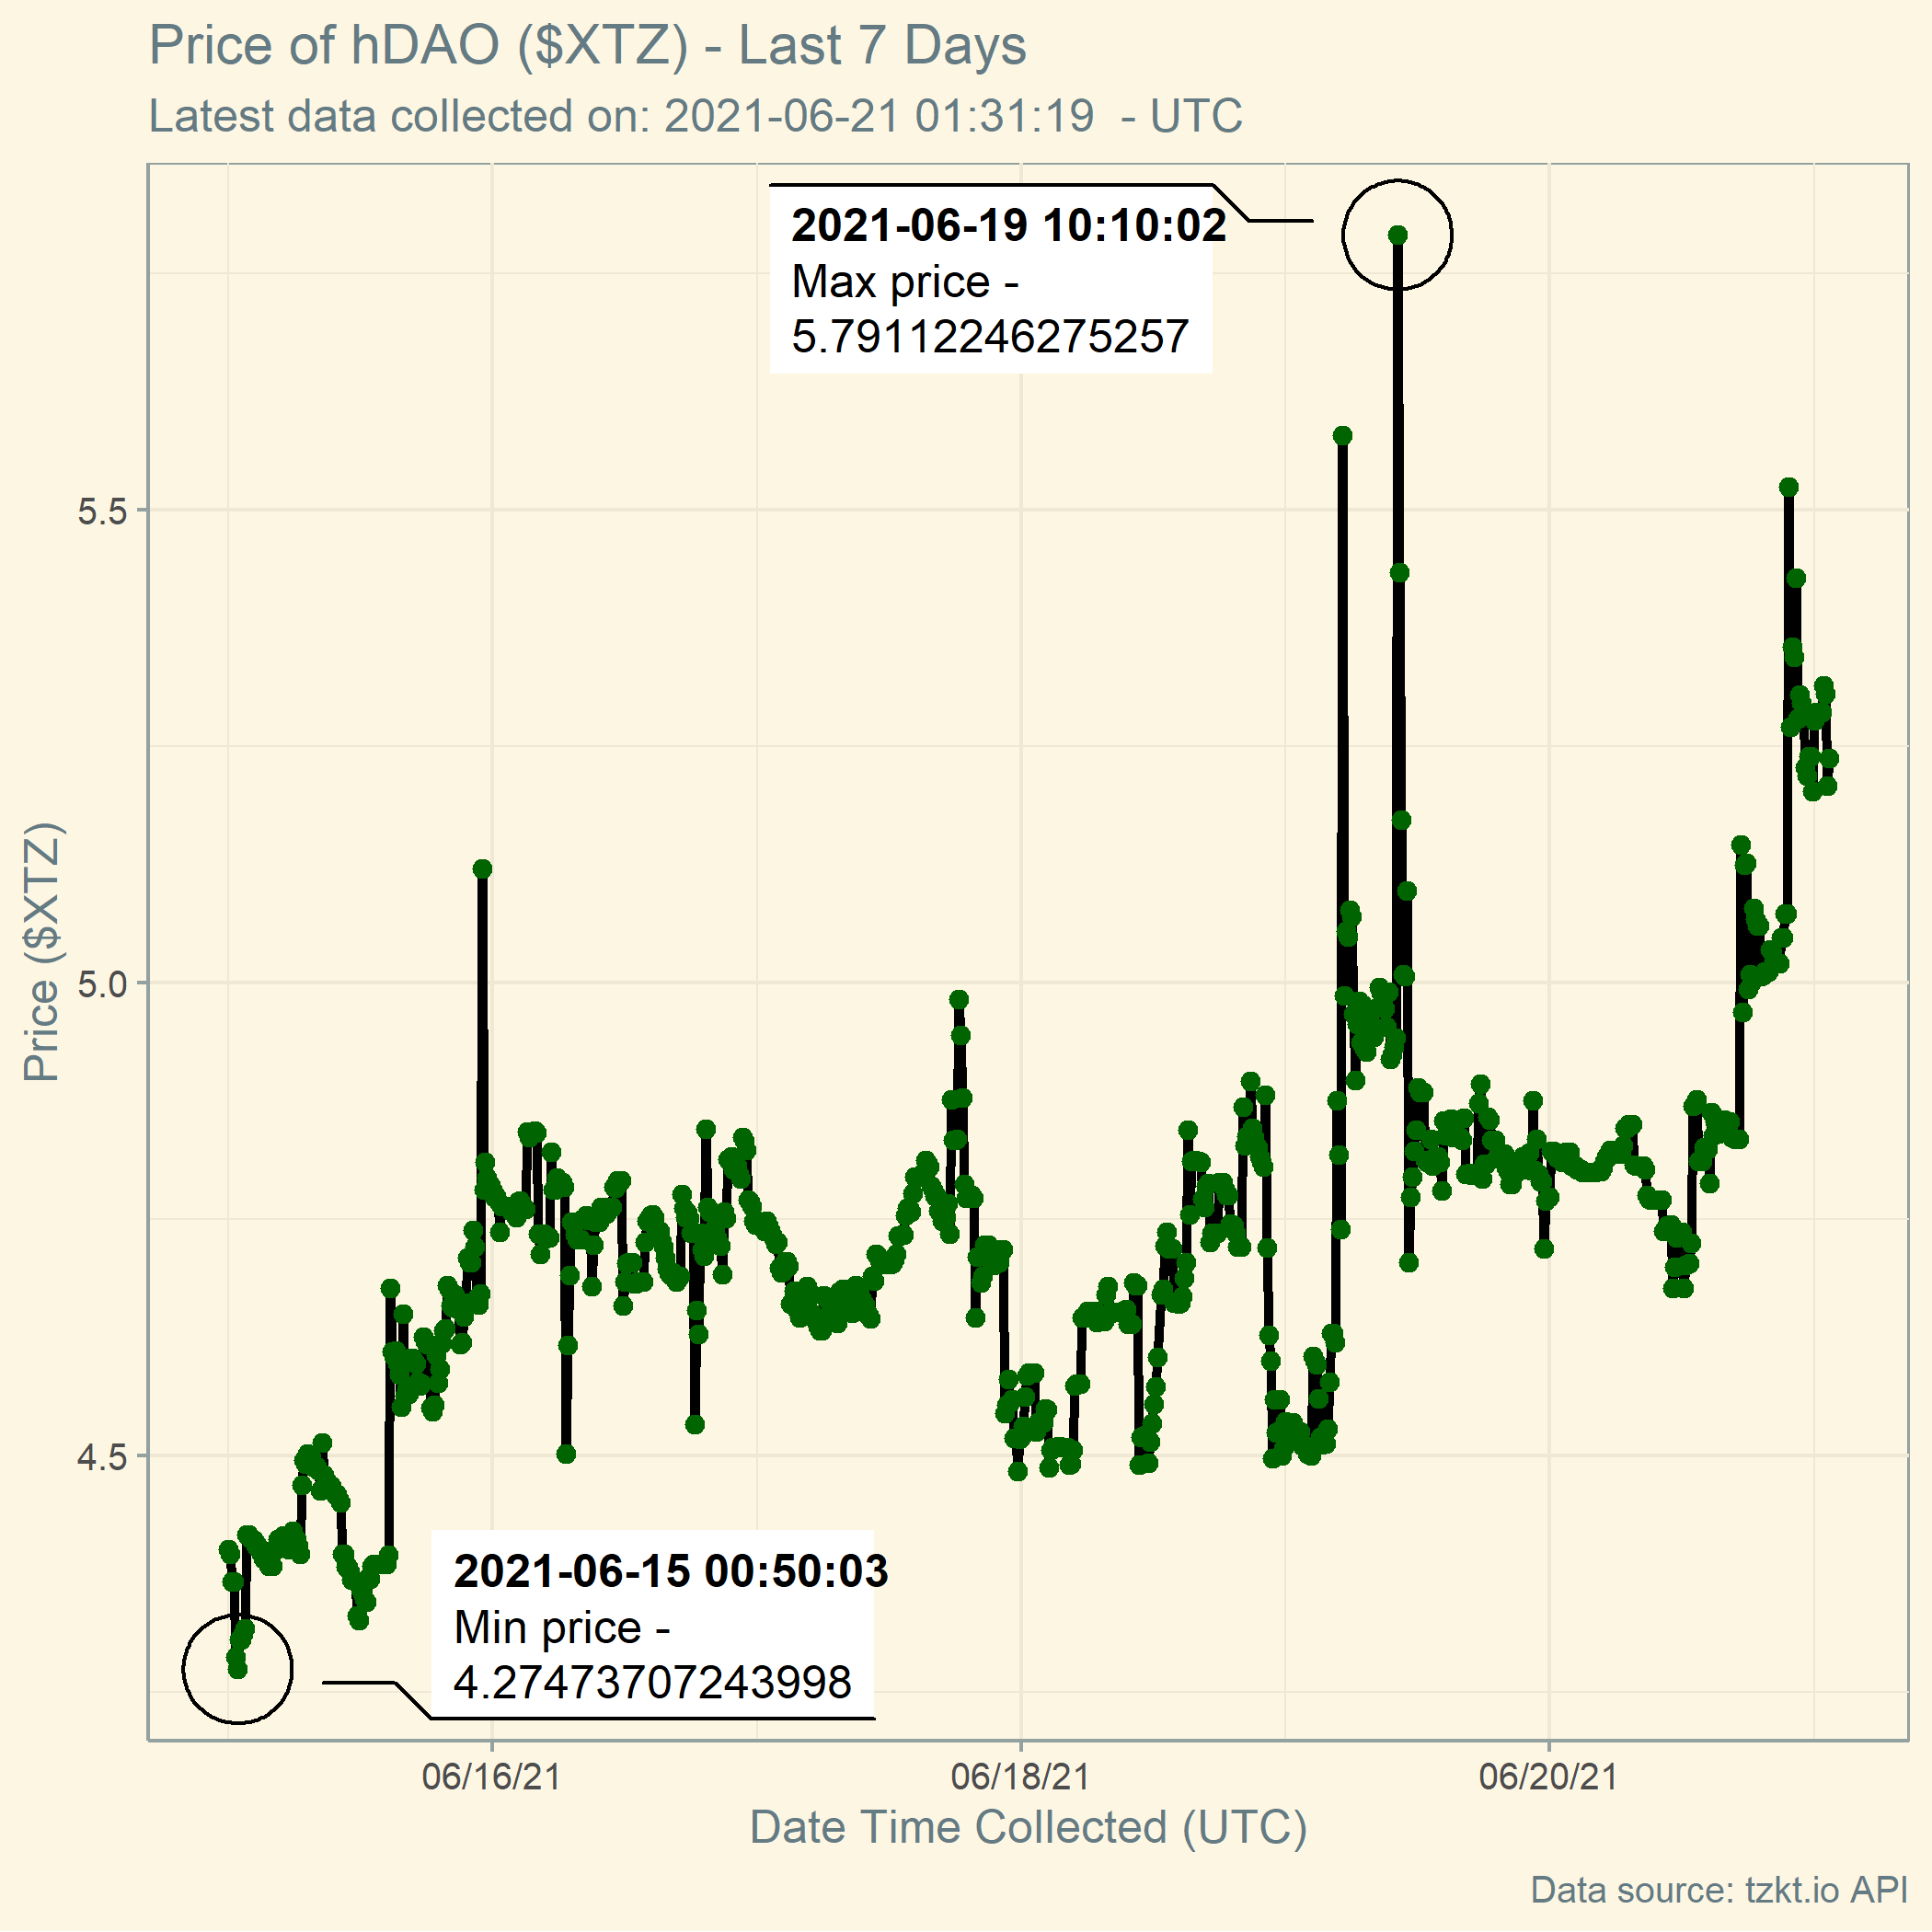 Price of hDAO ($XTZ) - Last 7 Days
Latest data collected on: 2021-06-21 01:31:19  - UTC
2021-06-19 10:10:02
Max price -
5.79112246275257
5.5
5.0
4.5
Price ($XTZ)
2021-06-15 00:50:03
Min price -
4.27473707243998
06/16/21
06/18/21
06/20/21
Date Time Collected (UTC)
Data source: tzkt.io API